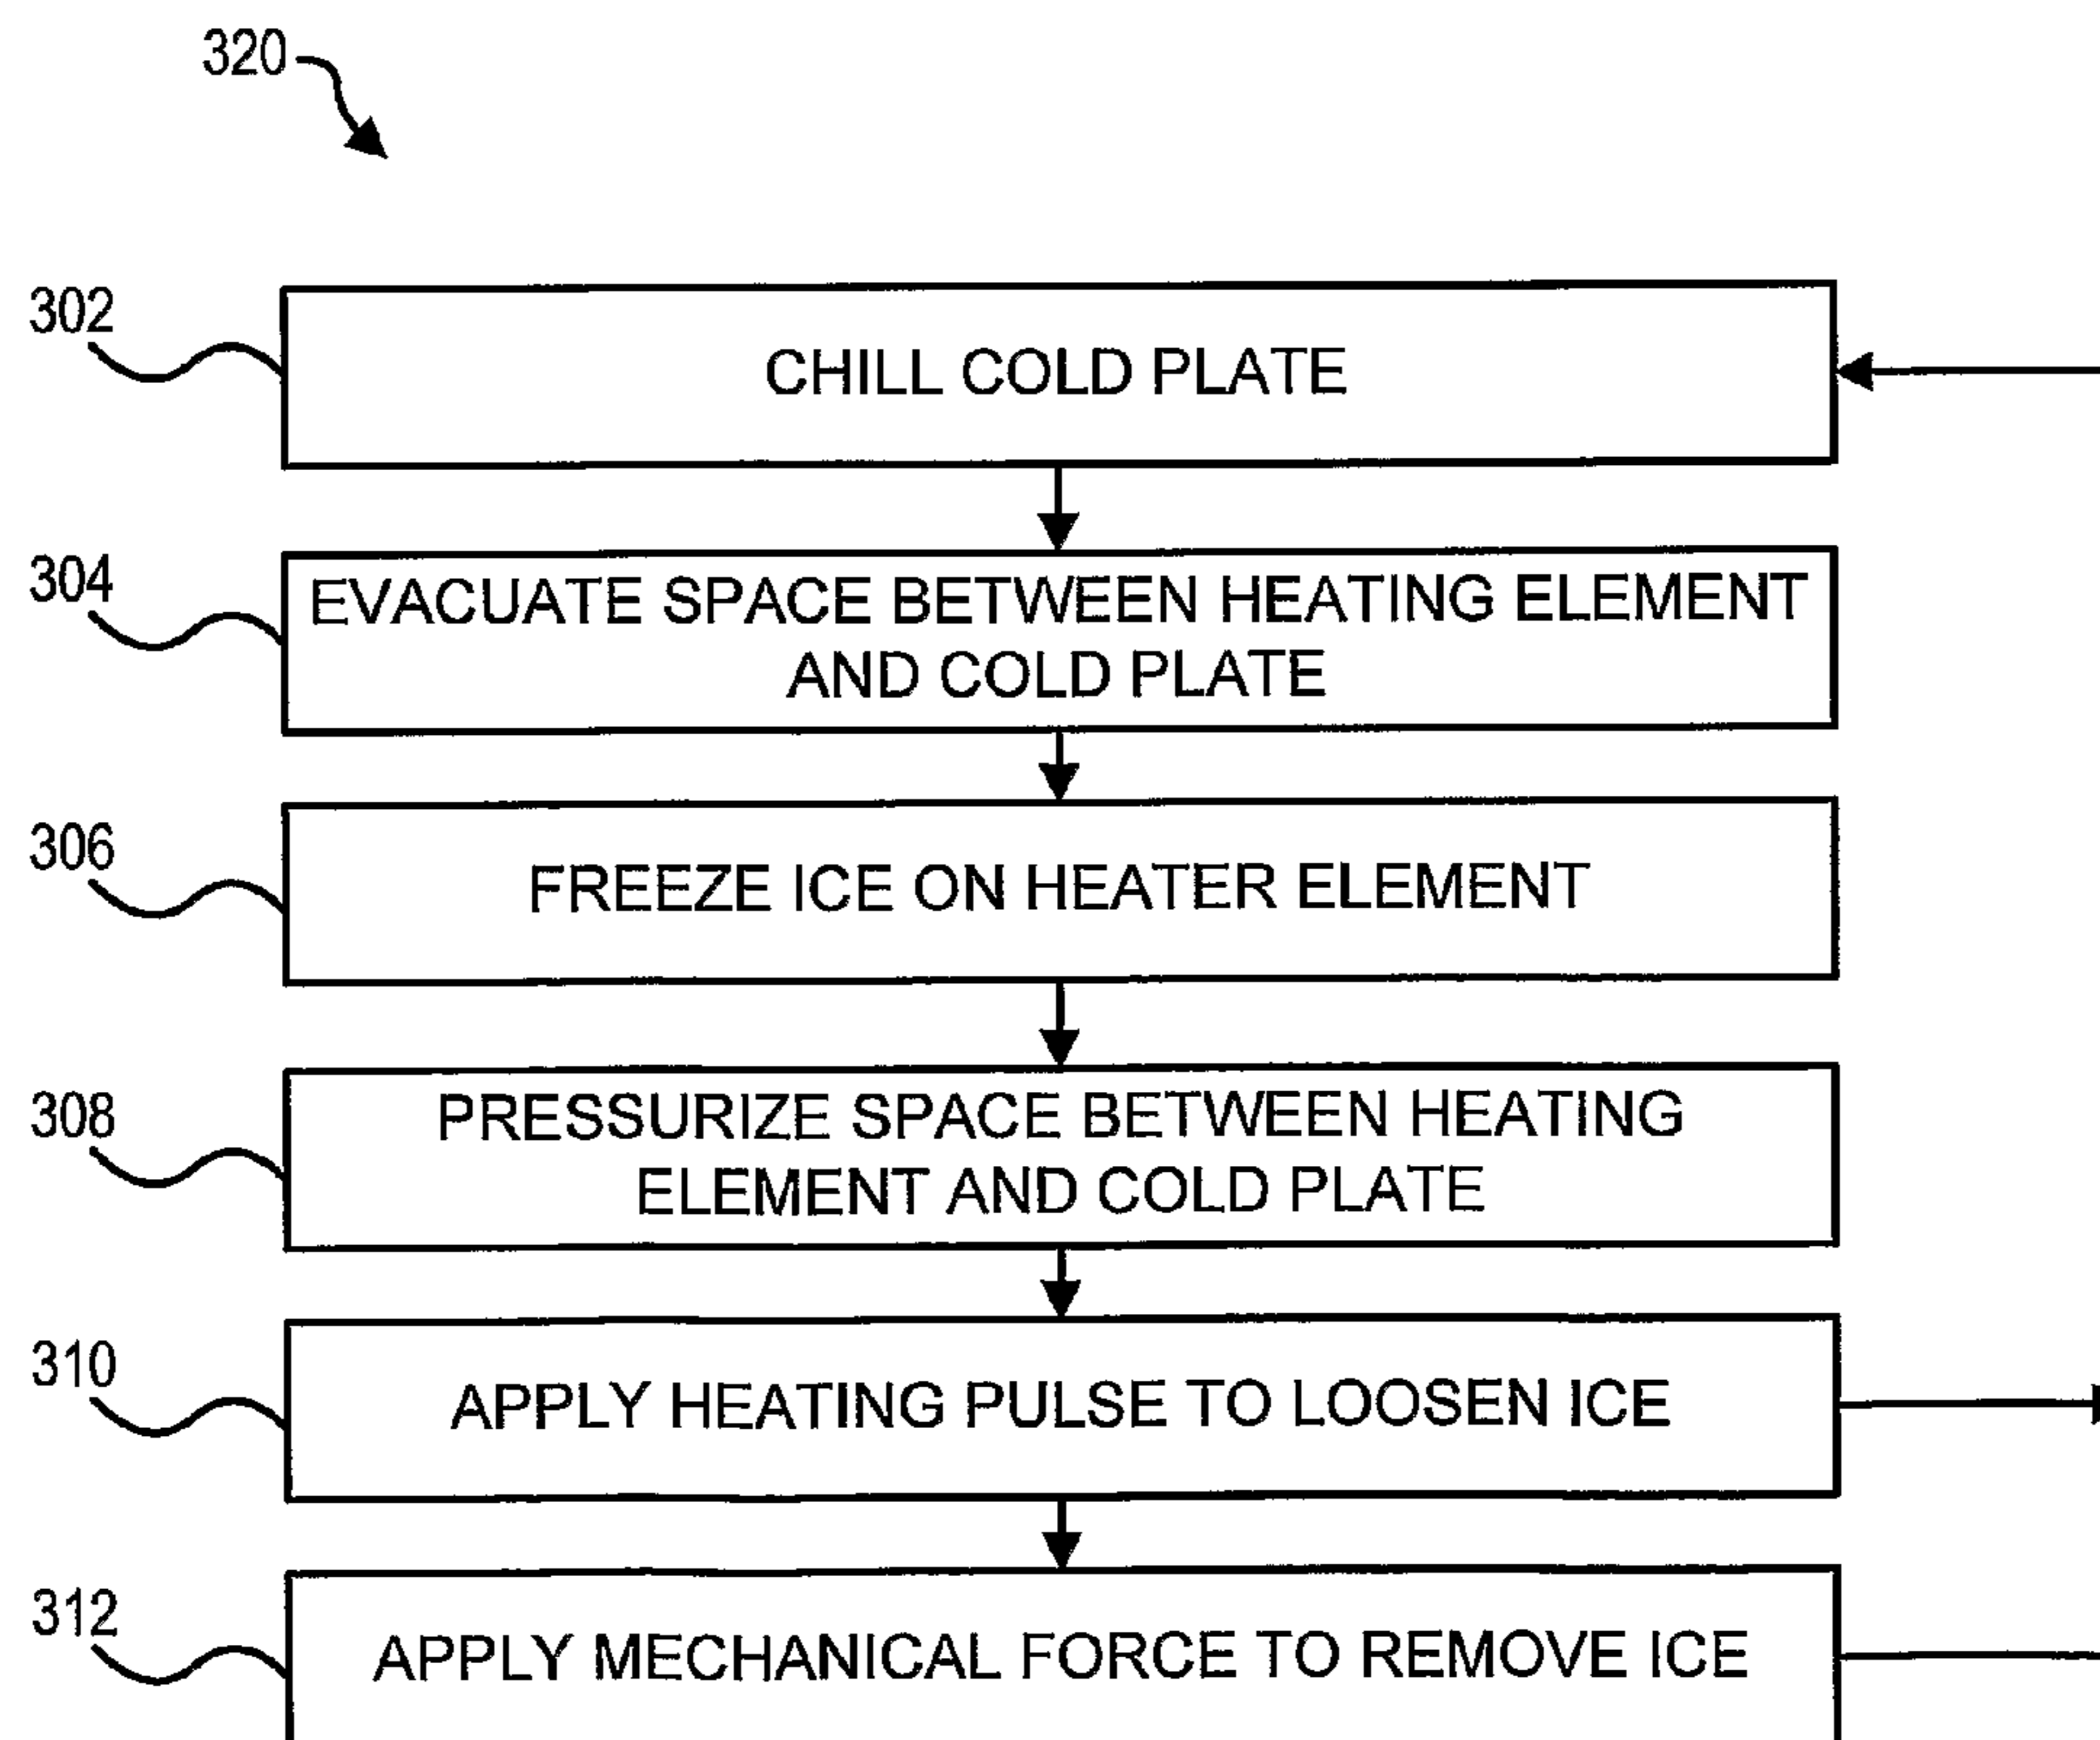 320
302
CHILL COLD PLATE
304
EVACUATE SPACE BETWEEN HEATING ELEMENT
AND COLD PLATE
306
FREEZE ICE ON HEATER ELEMENT
308
PRESSURIZE SPACE BETWEEN HEATING
ELEMENT AND COLD PLATE
310
APPLY HEATING PULSE TO LOOSEN ICE
312
APPLY MECHANICAL FORCE TO REMOVE ICE